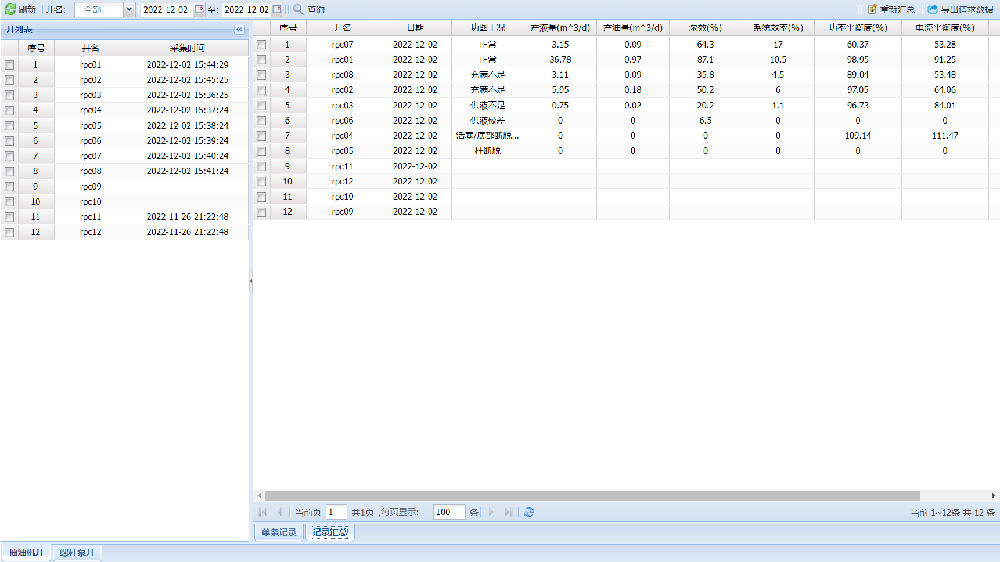 刷新 井名: --全部-- 2022-12-02 至: 2022-12-02 查询 重新汇总 导出请求数据
井列表
序号 井名 采集时间
1 rpc01 2022-12-02 15:44:29
2 rpc02 2022-12-02 15:45:25
3 rpc03 2022-12-02 15:36:25
4 rpc04 2022-12-02 15:37:24
5 rpc05 2022-12-02 15:38:24
6 rpc06 2022-12-02 15:39:24
7 rpc07 2022-12-02 15:40:24
8 rpc08 2022-12-02 15:41:24
9 rpc09
10 rpc10
11 rpc11 2022-11-26 21:22:48
12 rpc12 2022-11-26 21:22:48
序号 井名 日期 功图工况 产液量(m^3/d) 产油量(m^3/d) 泵效(%) 系统效率(%) 功率平衡度(%) 电流平衡度(%)
1 rpc07 2022-12-02 正常 3.15 0.09 64.3 17 60.37 53.28
2 rpc01 2022-12-02 正常 36.78 0.97 87.1 10.5 98.95 91.25
3 rpc08 2022-12-02 充满不足 3.11 0.09 35.8 4.5 89.04 53.48
4 rpc02 2022-12-02 充满不足 5.95 0.18 50.2 6 97.05 64.06
5 rpc03 2022-12-02 供液不足 0.75 0.02 20.2 1.1 96.73 84.01
6 rpc06 2022-12-02 供液极差 0 0 6.5 0 0 0
7 rpc04 2022-12-02 活塞/底部断脱... 0 0 0 0 109.14 111.47
8 rpc05 2022-12-02 杆断脱 0 0 0 0 0 0
9 rpc11 2022-12-02
10 rpc12 2022-12-02
11 rpc10 2022-12-02
12 rpc09 2022-12-02
当前页 1 共1页 ,每页显示: 100 条 当前 1~12条 共 12 条
单条记录 记录汇总
抽油机井 螺杆泵井